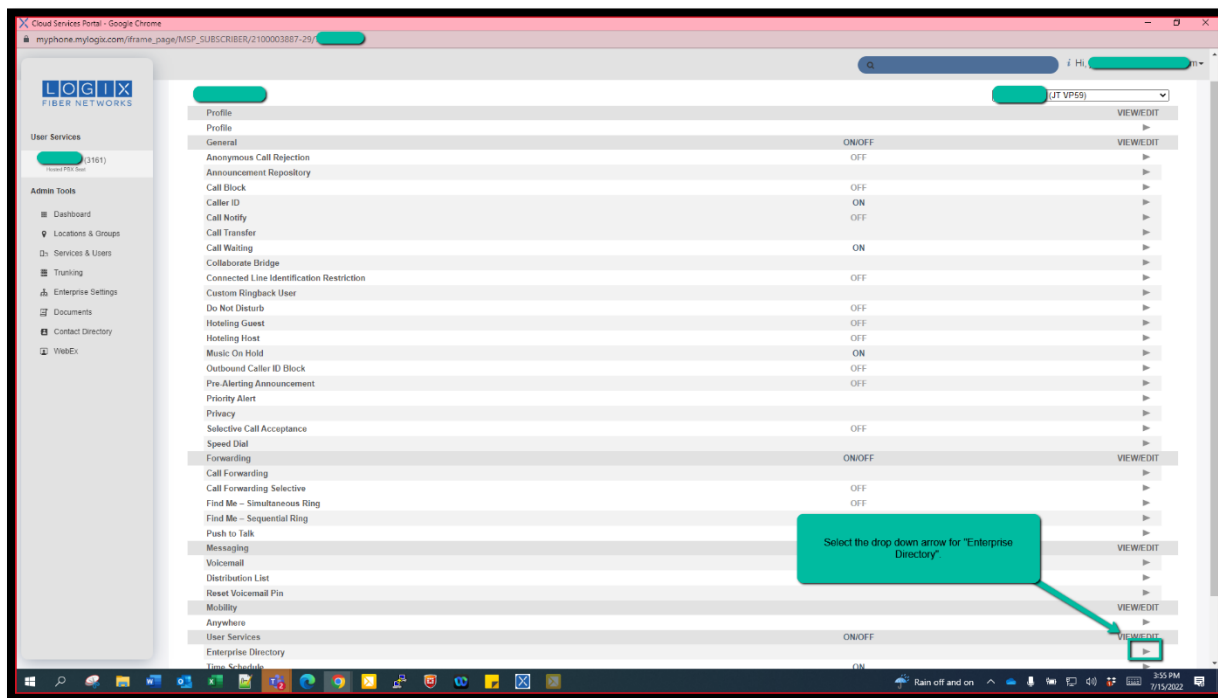 Cloud Services Portal - Google Chrome
myphone.mylogix.com/iframe_page/MSP_SUBSCRIBER/2100003887-29/
i Hi,
LOGIX
FIBER NETWORKS
(JT VP59)
User Services
(3161)
Hosted PBX Seat
Admin Tools
Dashboard
Locations & Groups
Services & Users
Trunking
Enterprise Settings
Documents
Contact Directory
WebEx
Profile VIEW/EDIT
Profile
General ON/OFF VIEW/EDIT
Anonymous Call Rejection OFF
Announcement Repository
Call Block OFF
Caller ID ON
Call Notify OFF
Call Transfer
Call Waiting ON
Collaborate Bridge
Connected Line Identification Restriction OFF
Custom Ringback User
Do Not Disturb OFF
Hoteling Guest OFF
Hoteling Host OFF
Music On Hold ON
Outbound Caller ID Block OFF
Pre-Alerting Announcement OFF
Priority Alert
Privacy
Selective Call Acceptance OFF
Speed Dial
Forwarding ON/OFF VIEW/EDIT
Call Forwarding
Call Forwarding Selective OFF
Find Me – Simultaneous Ring OFF
Find Me – Sequential Ring
Push to Talk
Messaging VIEW/EDIT
Voicemail
Distribution List
Reset Voicemail Pin
Mobility VIEW/EDIT
Anywhere
User Services ON/OFF VIEW/EDIT
Enterprise Directory
Time Schedule ON
Select the drop down arrow for "Enterprise
Directory".
Rain off and on
3:55 PM
7/15/2022